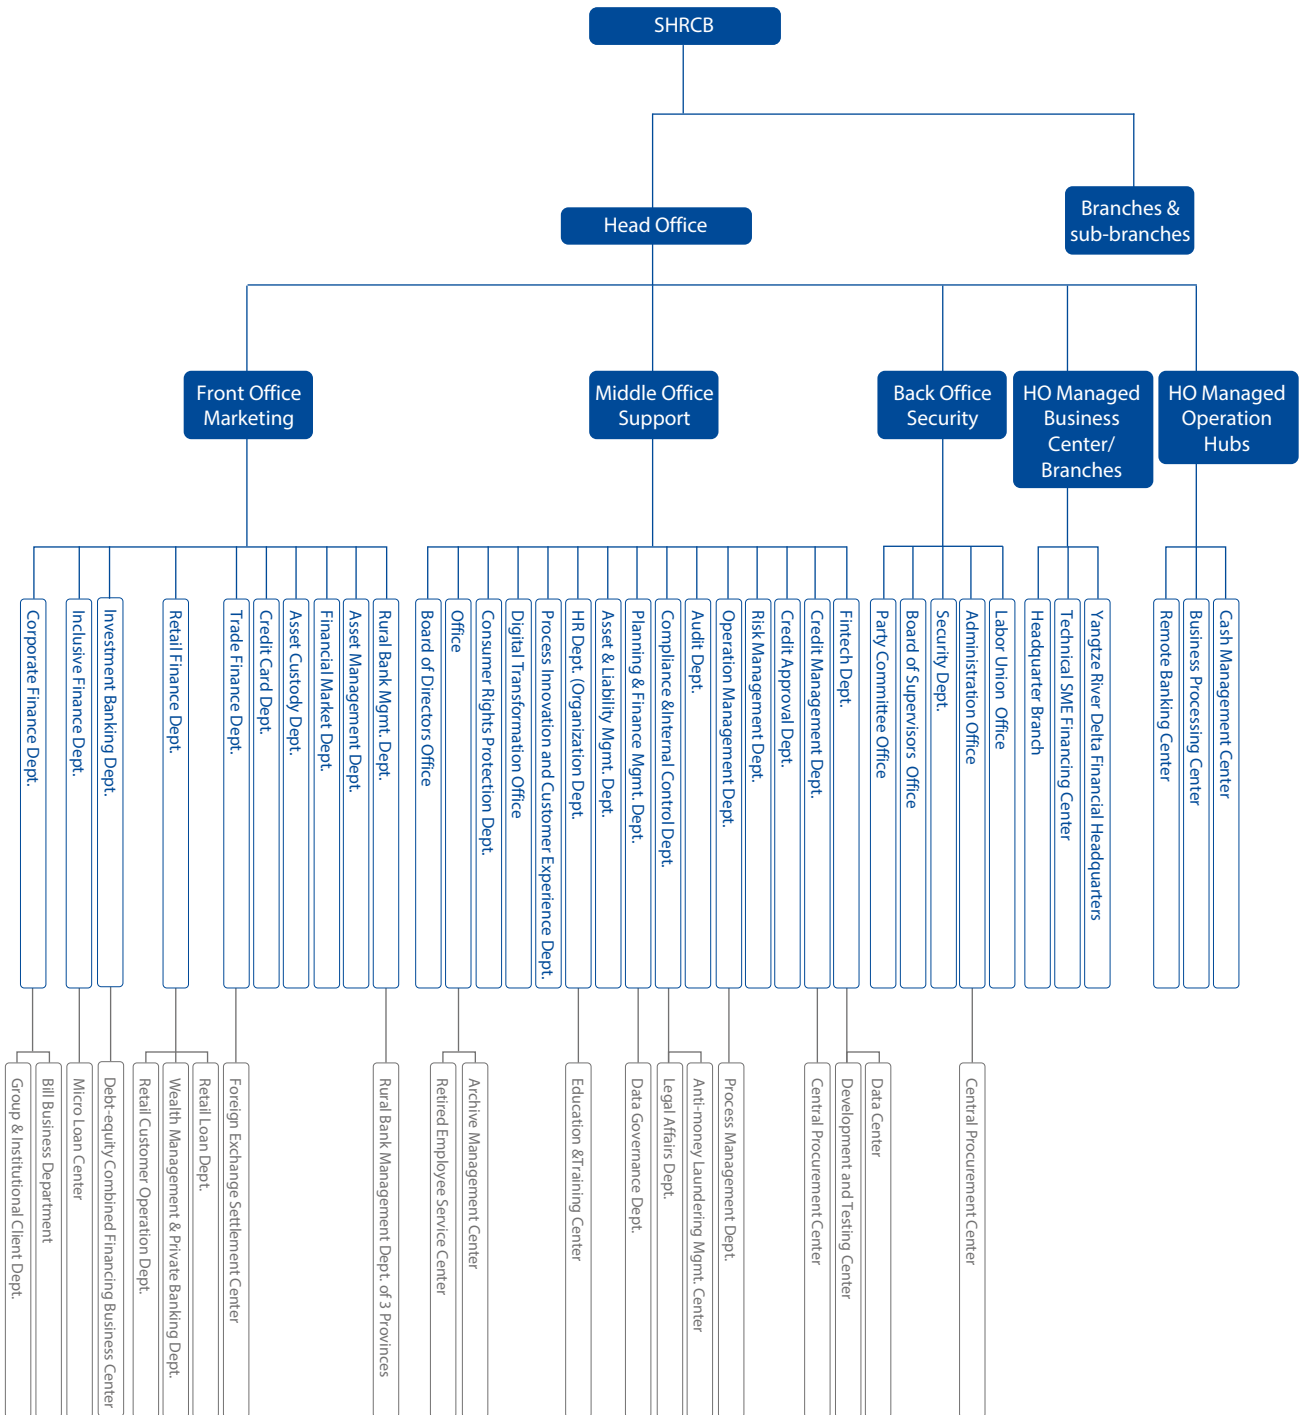 SHRCB
Branches &
sub-branches
Head Office
Front Office
Marketing
Middle Office
Support
Back Office
Security
HO Managed
Business
Center/
Branches
HO Managed
Operation
Hubs
Corporate Finance Dept.
Inclusive Finance Dept.
Investment Banking Dept.
Retail Finance Dept.
Trade Finance Dept.
Credit Card Dept.
Asset Custody Dept.
Financial Market Dept.
Asset Management Dept.
Rural Bank Mgmt. Dept.
Board of Directors Office
Office
Consumer Rights Protection Dept.
Digital Transformation Office
Process Innovation and Customer Experience Dept.
HR Dept. (Organization Dept.
Asset & Liability Mgmt. Dept.
Planning & Finance Mgmt. Dept.
Compliance &Internal Control Dept.
Audit Dept.
Operation Management Dept.
Risk Management Dept.
Credit Approval Dept.
Credit Management Dept.
Fintech Dept.
Party Committee Office
Board of Supervisors Office
Security Dept.
Administration Office
Labor Union Office
Headquarter Branch
Technical SME Financing Center
Yangtze River Delta Financial Headquarters
Remote Banking Center
Business Processing Center
Cash Management Center
Group & Institutional Client Dept.
Bill Business Department
Micro Loan Center
Debt-equity Combined Financing Business Center
Retail Customer Operation Dept.
Wealth Management & Private Banking Dept.
Retail Loan Dept.
Foreign Exchange Settlement Center
Rural Bank Management Dept. of 3 Provinces
Retired Employee Service Center
Archive Management Center
Education &Training Center
Data Governance Dept.
Legal Affairs Dept.
Anti-money Laundering Mgmt. Center
Process Management Dept.
Central Procurement Center
Development and Testing Center
Data Center
Central Procurement Center